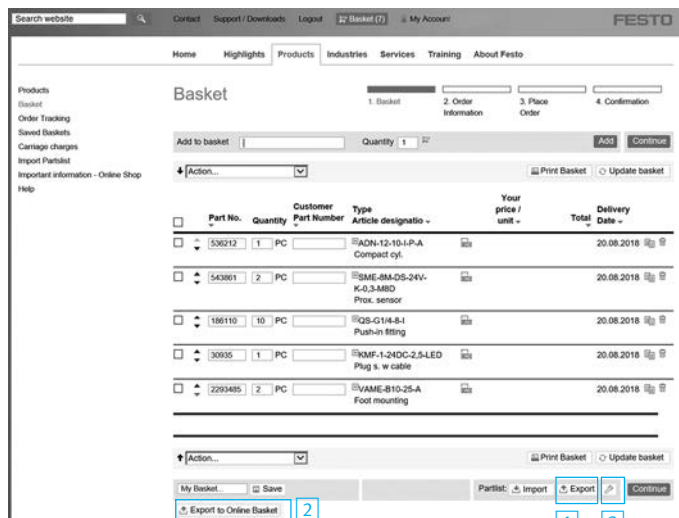 Search website
Contact Support / Downloads Logout Basket (7) My Account
FESTO
Home Highlights Products Industries Services Training About Festo
Products
Basket
Order Tracking
Saved Baskets
Carriage charges
Import Partslist
Important information - Online Shop
Help
Basket
1. Basket 2. Order Information 3. Place Order 4. Confirmation
Add to basket Quantity 1 Add Continue
Action... Print Basket Update basket
Part No. Quantity Customer Part Number Type Article designatio Your price / unit Total Delivery Date
536212 1 PC ADN-12-10-I-P-A 20.08.2018
Compact cyl.
543861 2 PC SME-8M-DS-24V- 20.08.2018
K-0,3-M8D
Prox. sensor
186110 10 PC QS-G1/4-8-I 20.08.2018
Push-in fitting
30935 1 PC KMF-1-24DC-2,5-LED 20.08.2018
Plug s. w cable
2293485 2 PC VAME-B10-25-A 20.08.2018
Foot mounting
Action... Print Basket Update basket
My Basket... Save Partlist: Import Export Continue
Export to Online Basket 2